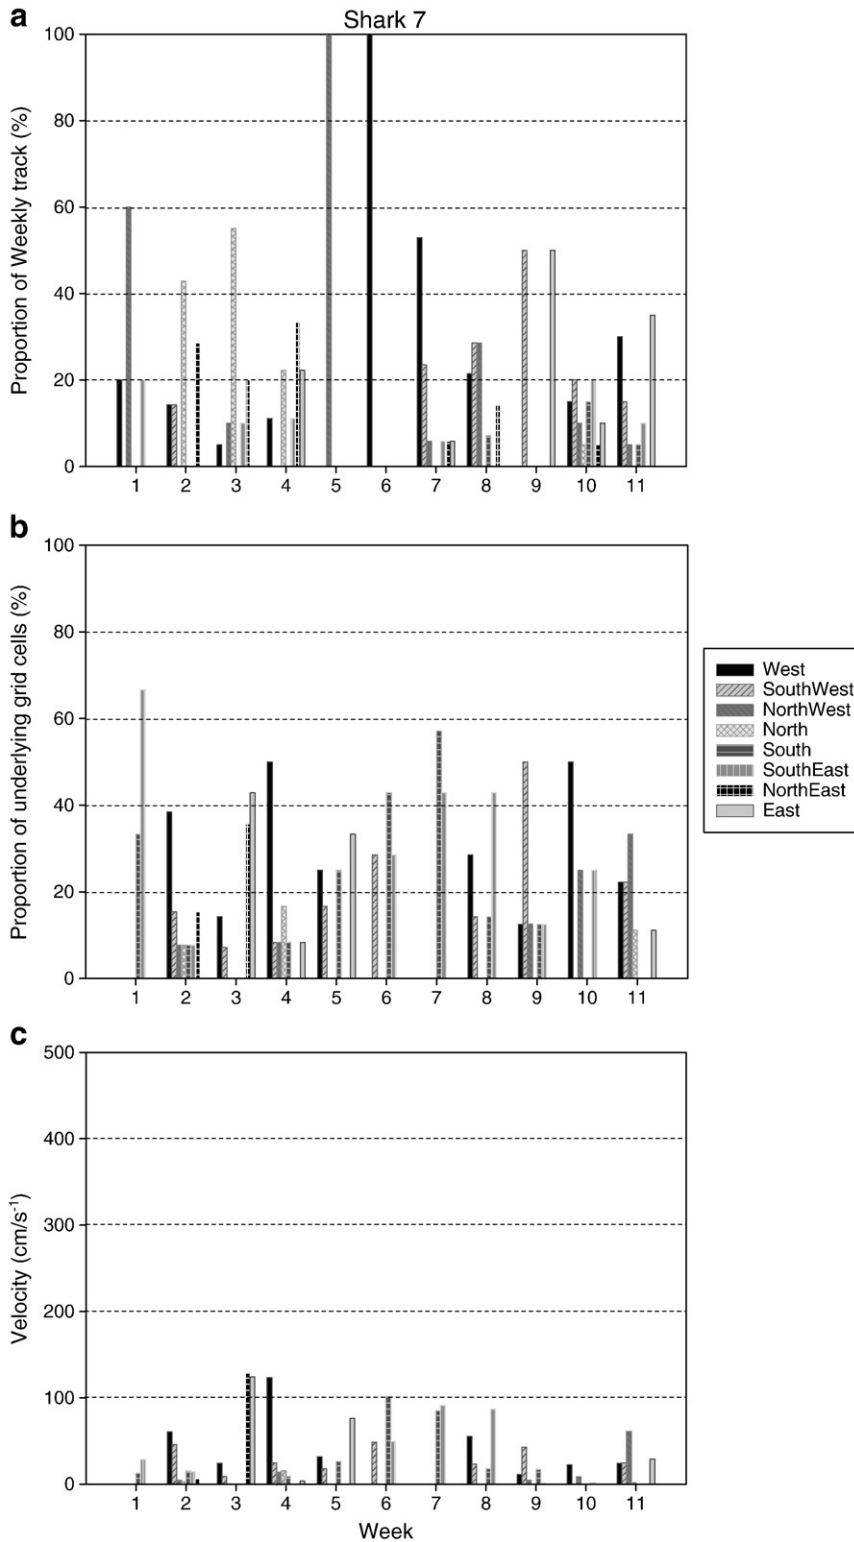 a
Shark 7
Proportion of Weekly track (%)
100
80
60
40
20
0
1 2 3 4 5 6 7 8 9 10 11
b
Proportion of underlying grid cells (%)
100
80
60
40
20
0
1 2 3 4 5 6 7 8 9 10 11
West
SouthWest
NorthWest
North
South
SouthEast
NorthEast
East
c
Velocity (cm/s⁻¹)
500
400
300
200
100
0
1 2 3 4 5 6 7 8 9 10 11
Week